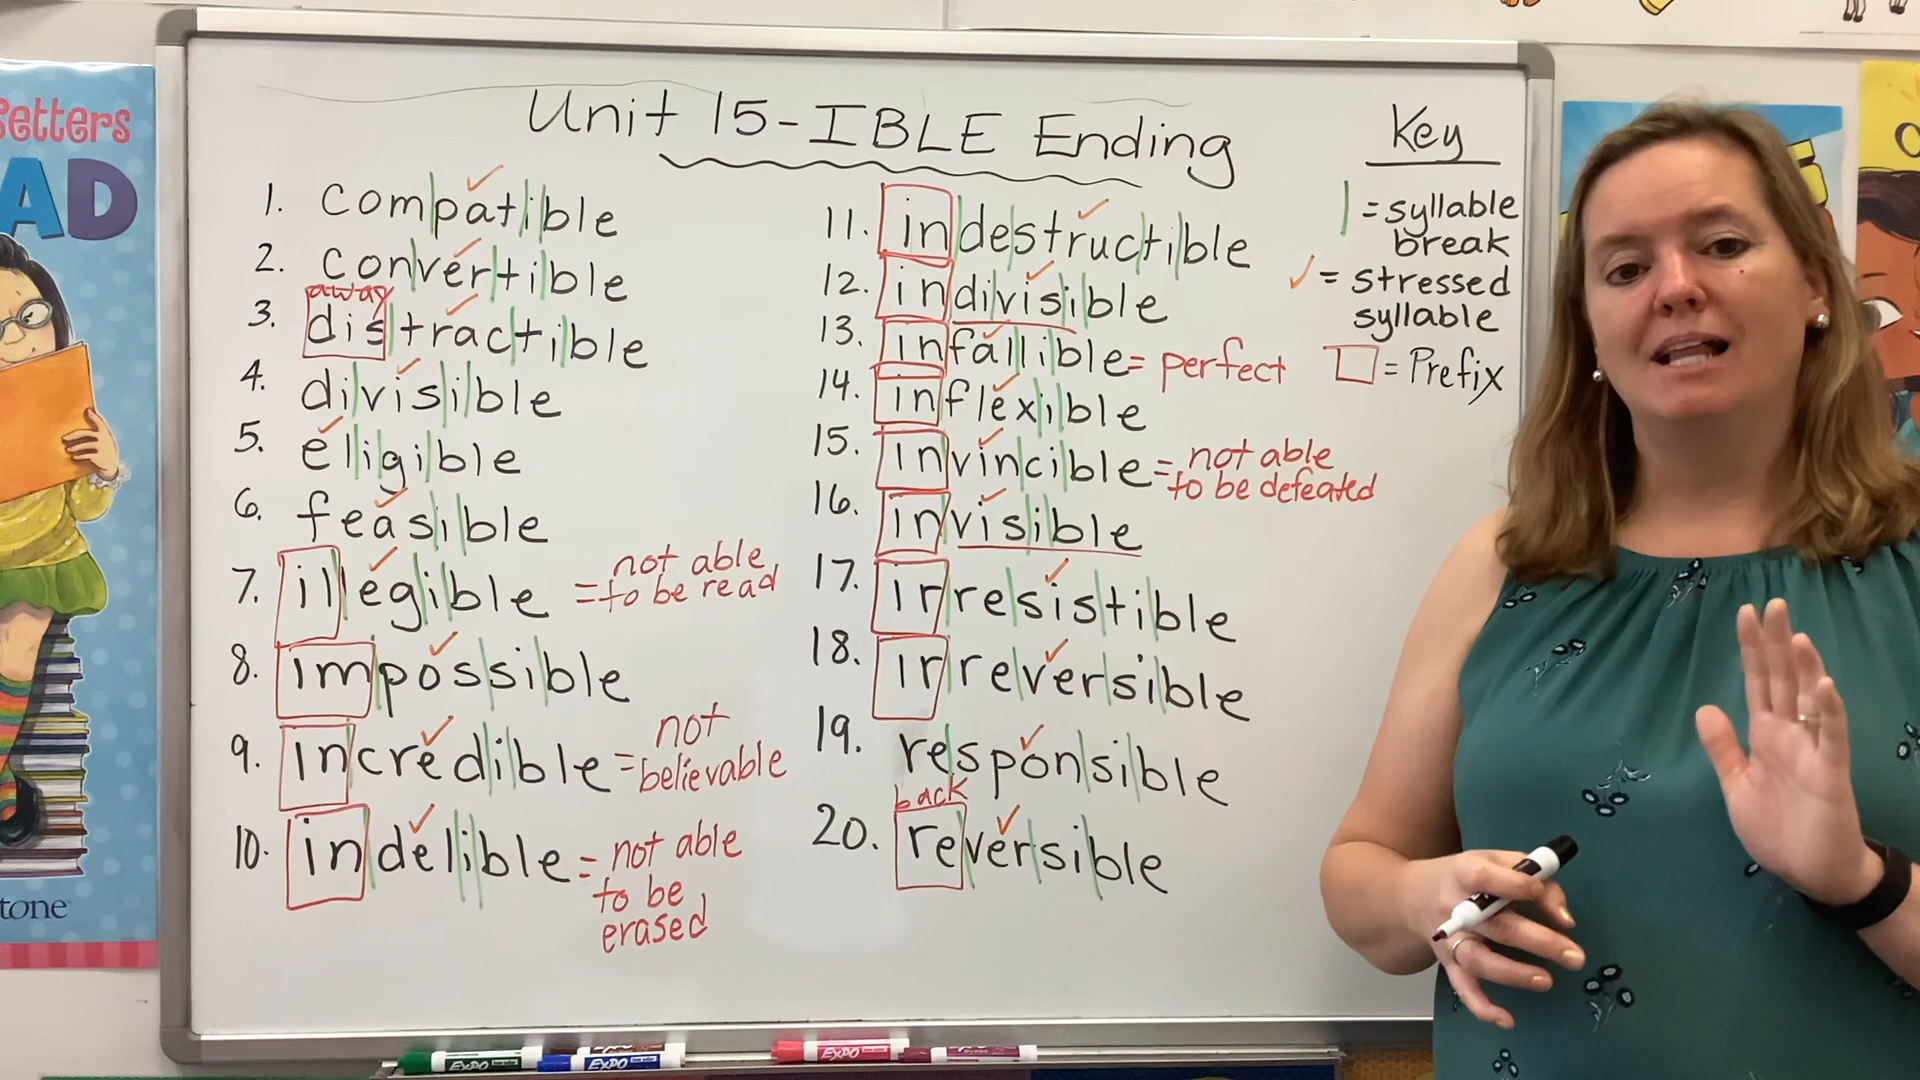 Unit 15-IBLE Ending
1. compatible
2. convertible
away
3. distractible
4. divisible
5. eligible
6. feasible
7. illegible = not able to be read
8. impossible
9. incredible = not believable
10. indelible = not able to be erased
11. indestructible
12. indivisible
13. infallible = perfect
14. inflexible
15. invincible = not able to be defeated
16. invisible
17. irresistible
18. irreversible
19. responsible
back
20. reversible
Key
| = syllable break
✓ = stressed syllable
□ = Prefix
setters
AD
tone
EXPO
EXPO
EXPO